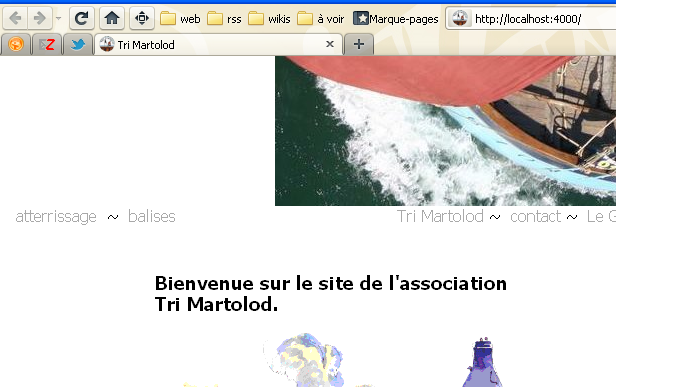 web rss wikis à voir Marque-pages http://localhost:4000/
Z Tri Martolod
atterrissage ~ balises Tri Martolod ~ contact ~ Le
Bienvenue sur le site de l'association
Tri Martolod.